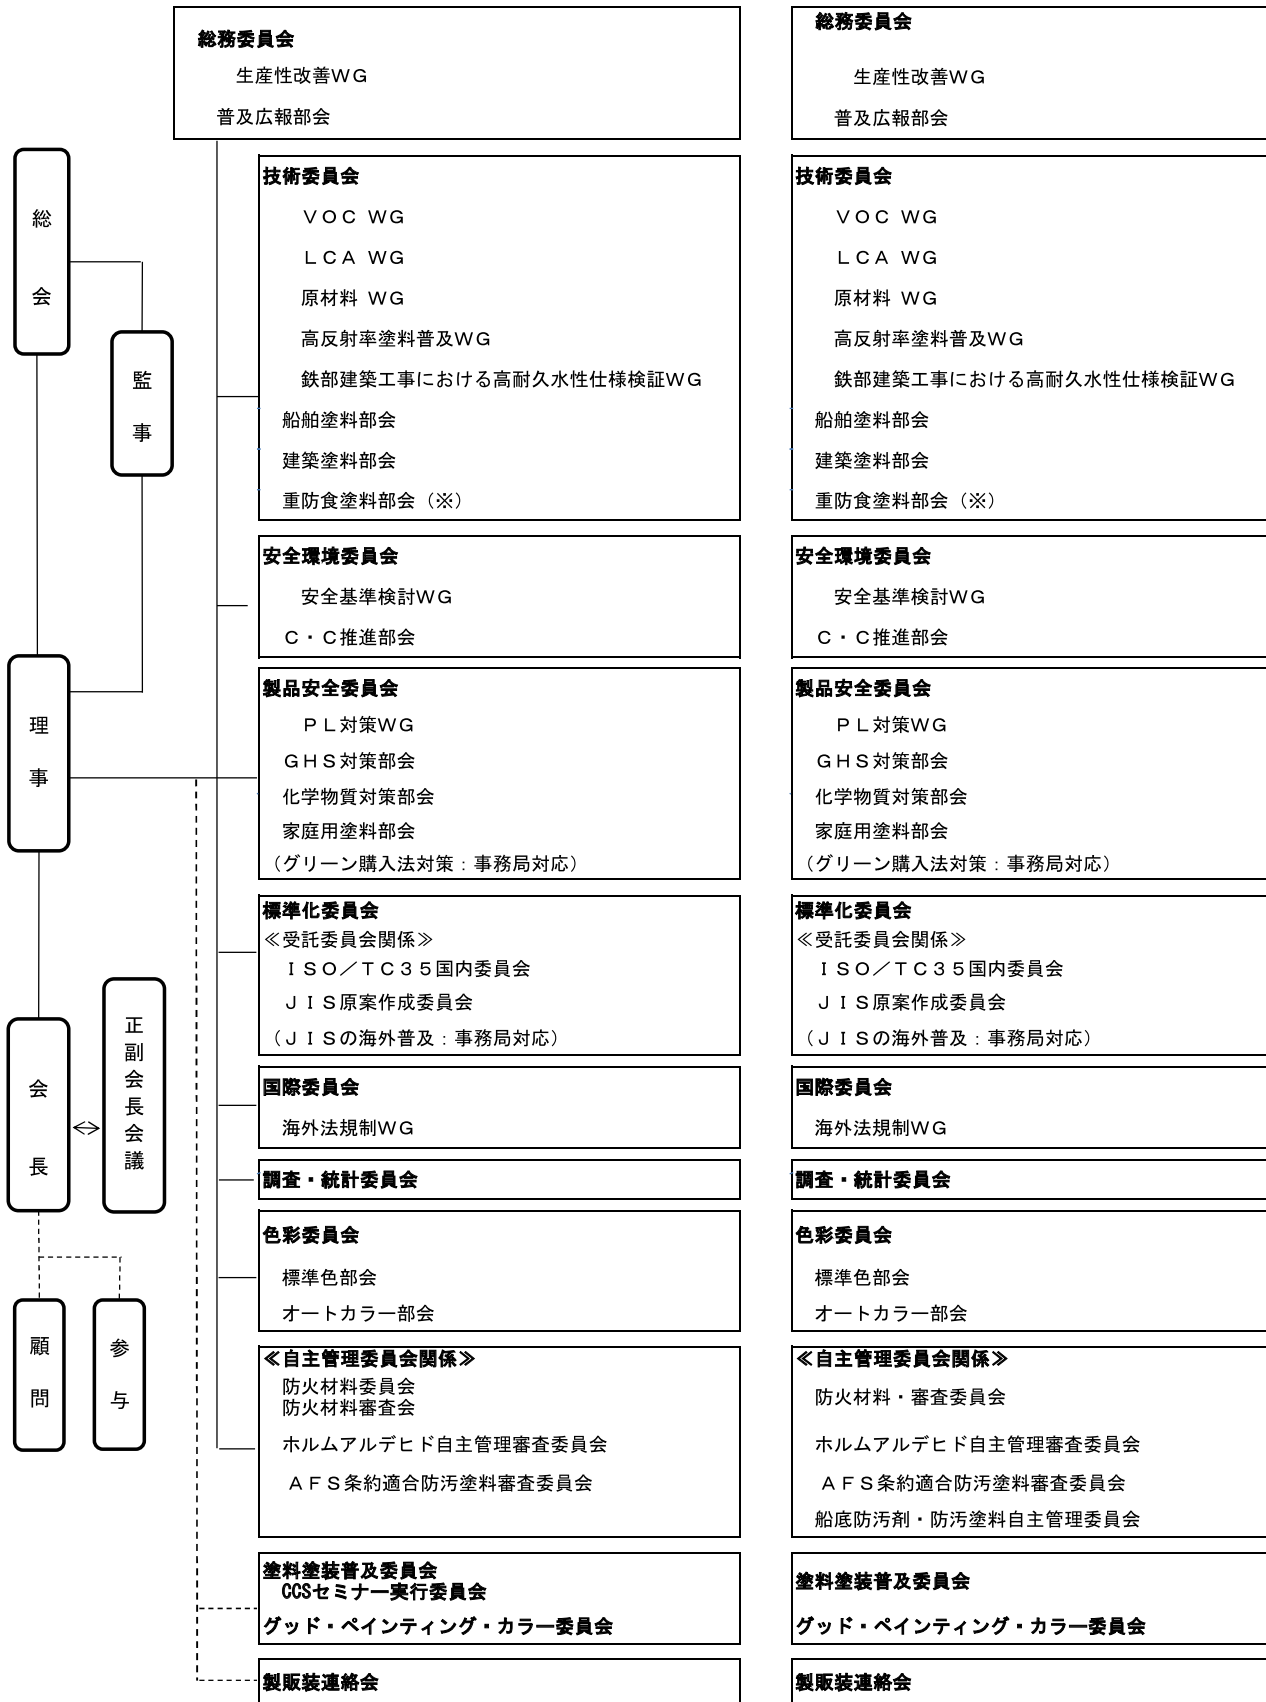 総務委員会
生産性改善ＷＧ
普及広報部会
技術委員会
ＶＯＣ ＷＧ
ＬＣＡ ＷＧ
原材料 ＷＧ
高反射率塗料普及ＷＧ
鉄部建築工事における高耐久水性仕様検証ＷＧ
船舶塗料部会
建築塗料部会
重防食塗料部会（※）
安全環境委員会
安全基準検討ＷＧ
Ｃ・Ｃ推進部会
製品安全委員会
ＰＬ対策ＷＧ
ＧＨＳ対策部会
化学物質対策部会
家庭用塗料部会
（グリーン購入法対策：事務局対応）
標準化委員会
≪受託委員会関係≫
ＩＳＯ／ＴＣ３５国内委員会
ＪＩＳ原案作成委員会
（ＪＩＳの海外普及：事務局対応）
国際委員会
海外法規制ＷＧ
調査・統計委員会
色彩委員会
標準色部会
オートカラー部会
≪自主管理委員会関係≫
防火材料委員会
防火材料審査会
ホルムアルデヒド自主管理審査委員会
ＡＦＳ条約適合防汚塗料審査委員会
塗料塗装普及委員会
CCSセミナー実行委員会
グッド・ペインティング・カラー委員会
製販装連絡会
総会
監事
理事
会長
正副会長会議
顧問
参与
総務委員会
生産性改善ＷＧ
普及広報部会
技術委員会
ＶＯＣ ＷＧ
ＬＣＡ ＷＧ
原材料 ＷＧ
高反射率塗料普及ＷＧ
鉄部建築工事における高耐久水性仕様検証ＷＧ
船舶塗料部会
建築塗料部会
重防食塗料部会（※）
安全環境委員会
安全基準検討ＷＧ
Ｃ・Ｃ推進部会
製品安全委員会
ＰＬ対策ＷＧ
ＧＨＳ対策部会
化学物質対策部会
家庭用塗料部会
（グリーン購入法対策：事務局対応）
標準化委員会
≪受託委員会関係≫
ＩＳＯ／ＴＣ３５国内委員会
ＪＩＳ原案作成委員会
（ＪＩＳの海外普及：事務局対応）
国際委員会
海外法規制ＷＧ
調査・統計委員会
色彩委員会
標準色部会
オートカラー部会
≪自主管理委員会関係≫
防火材料・審査委員会
ホルムアルデヒド自主管理審査委員会
ＡＦＳ条約適合防汚塗料審査委員会
船底防汚剤・防汚塗料自主管理委員会
塗料塗装普及委員会
グッド・ペインティング・カラー委員会
製販装連絡会